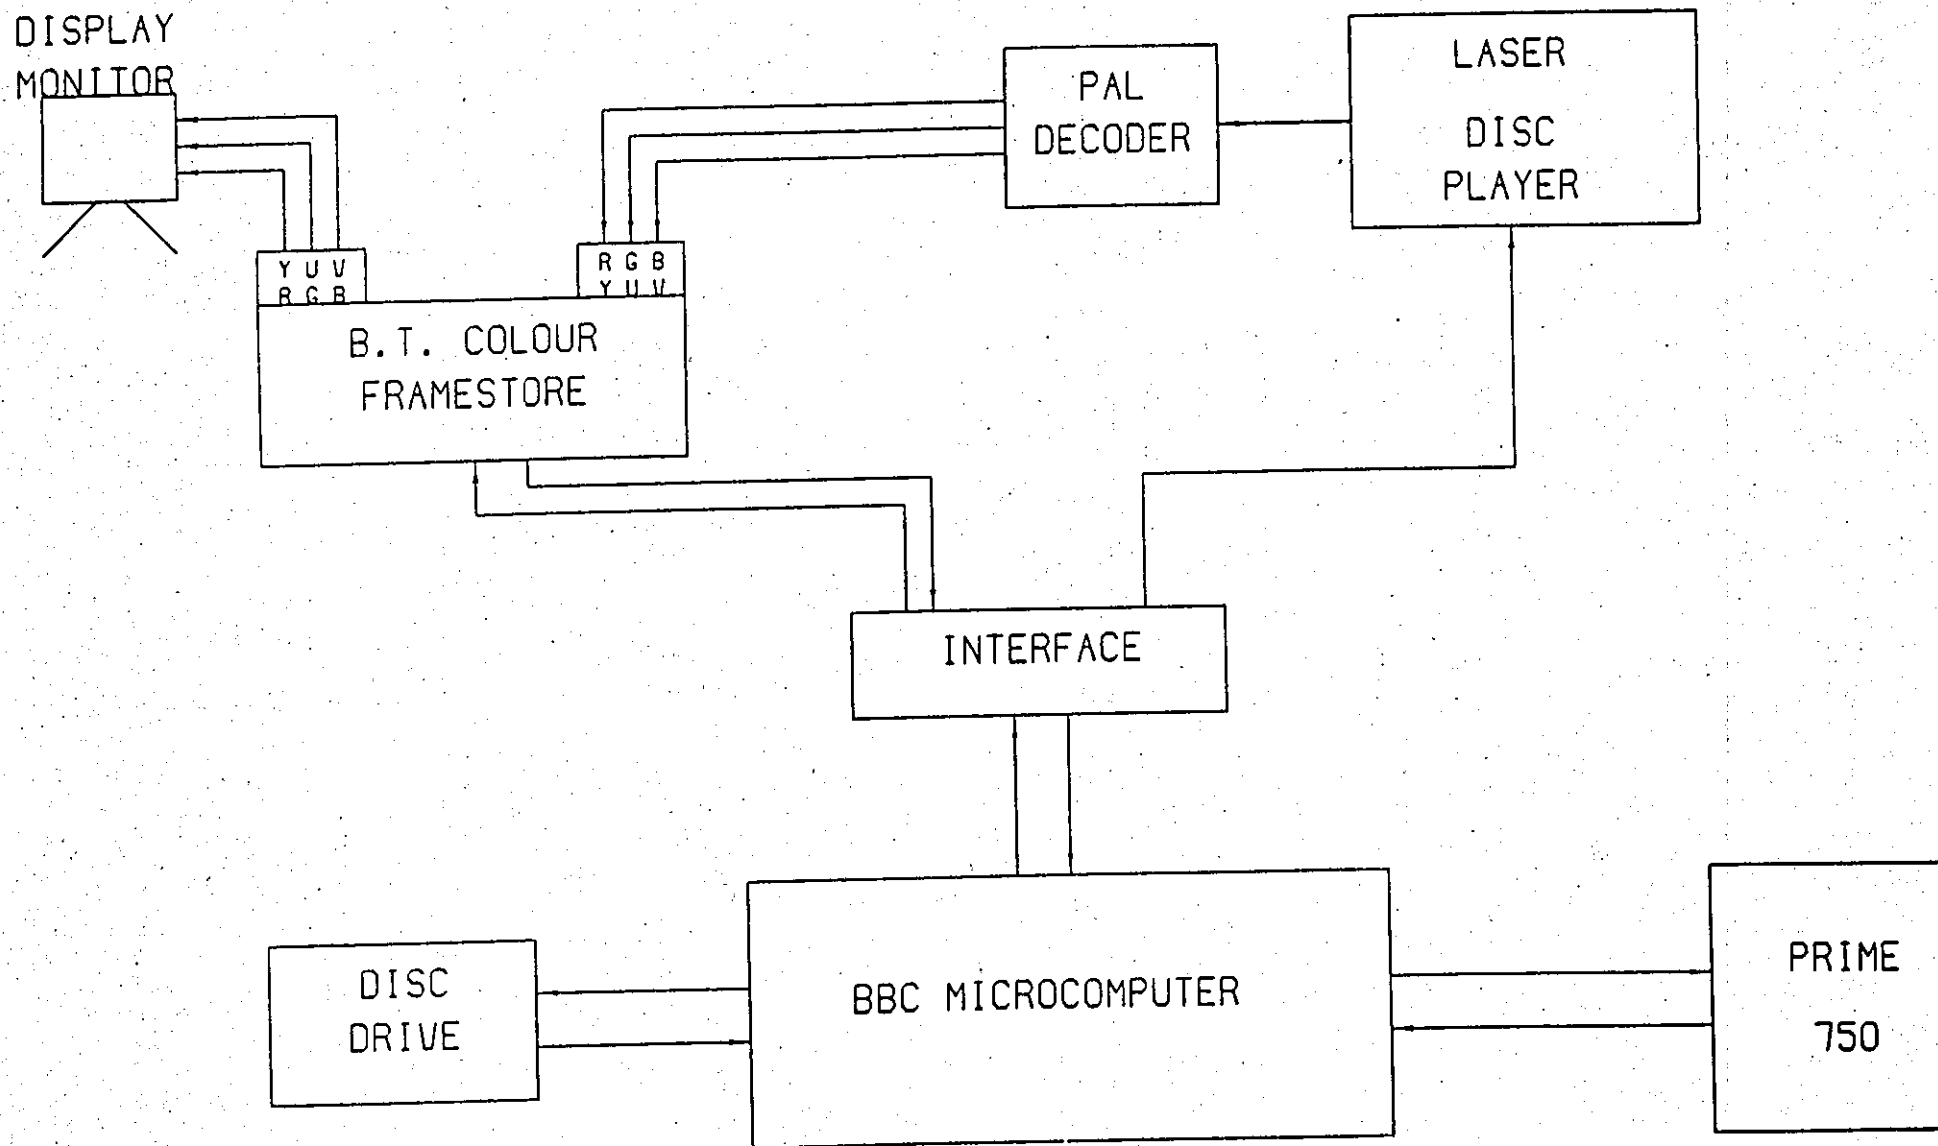 DISPLAY
MONITOR
PAL
DECODER
LASER
DISC
PLAYER
Y U V
R G B
R G B
Y U V
B.T. COLOUR
FRAMESTORE
INTERFACE
DISC
DRIVE
BBC MICROCOMPUTER
PRIME
750